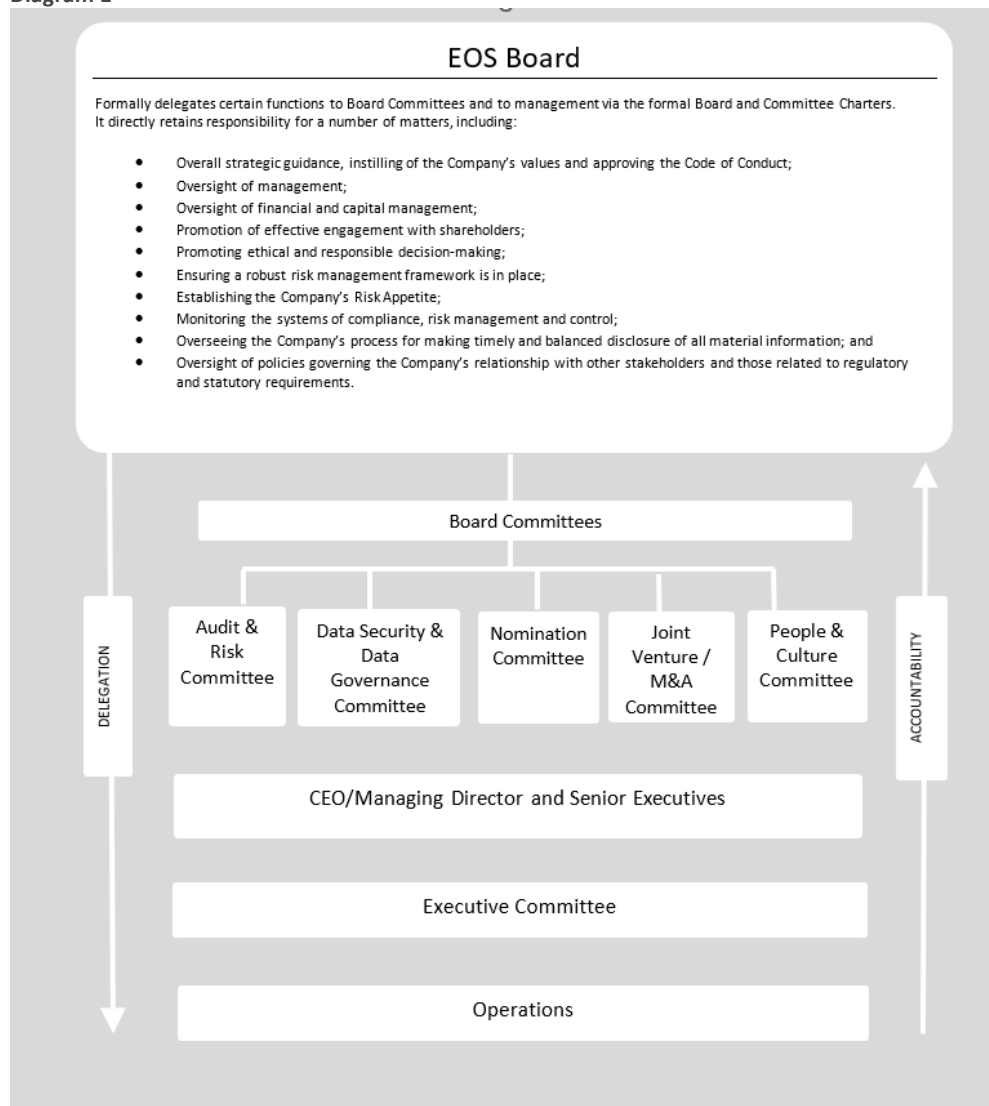 EOS Board
Formally delegates certain functions to Board Committees and to management via the formal Board and Committee Charters.
It directly retains responsibility for a number of matters, including:
● Overall strategic guidance, instilling of the Company's values and approving the Code of Conduct;
● Oversight of management;
● Oversight of financial and capital management;
● Promotion of effective engagement with shareholders;
● Promoting ethical and responsible decision-making;
● Ensuring a robust risk management framework is in place;
● Establishing the Company's Risk Appetite;
● Monitoring the systems of compliance, risk management and control;
● Overseeing the Company's process for making timely and balanced disclosure of all material information; and
● Oversight of policies governing the Company's relationship with other stakeholders and those related to regulatory
and statutory requirements.
Board Committees
Audit &
Risk
Committee
Data Security &
Data
Governance
Committee
Nomination
Committee
Joint
Venture /
M&A
Committee
People &
Culture
Committee
DELEGATION
ACCOUNTABILITY
CEO/Managing Director and Senior Executives
Executive Committee
Operations